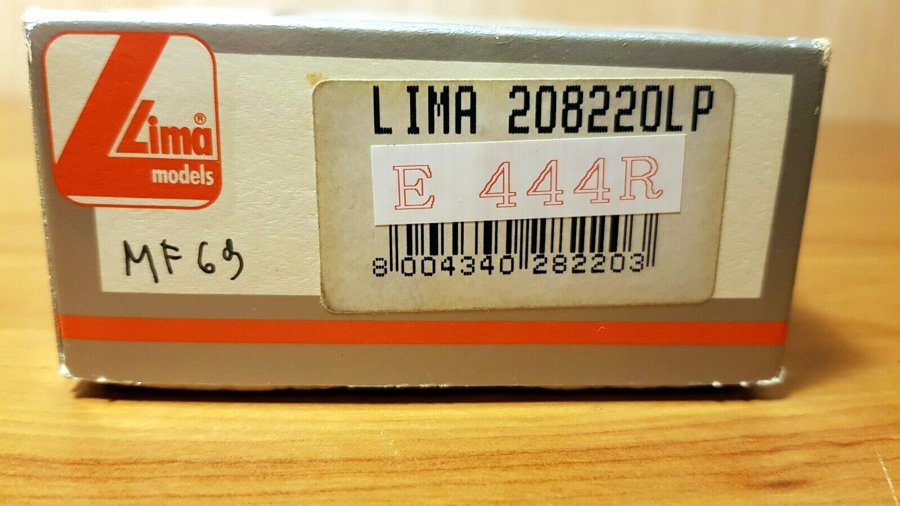 Lima®
models
LIMA 208220LP
E 444R
8 004340 282203
MF 69